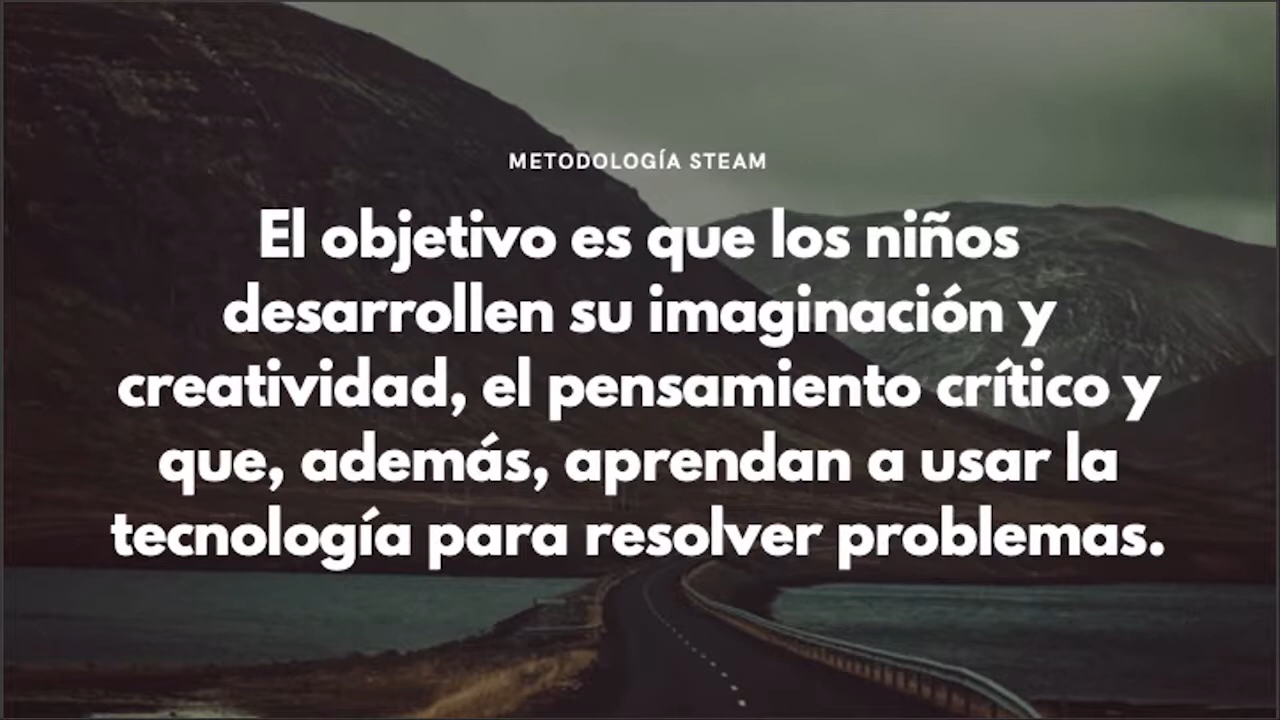 METODOLOGÍA STEAM
El objetivo es que los niños
desarrollen su imaginación y
creatividad, el pensamiento crítico y
que, además, aprendan a usar la
tecnología para resolver problemas.